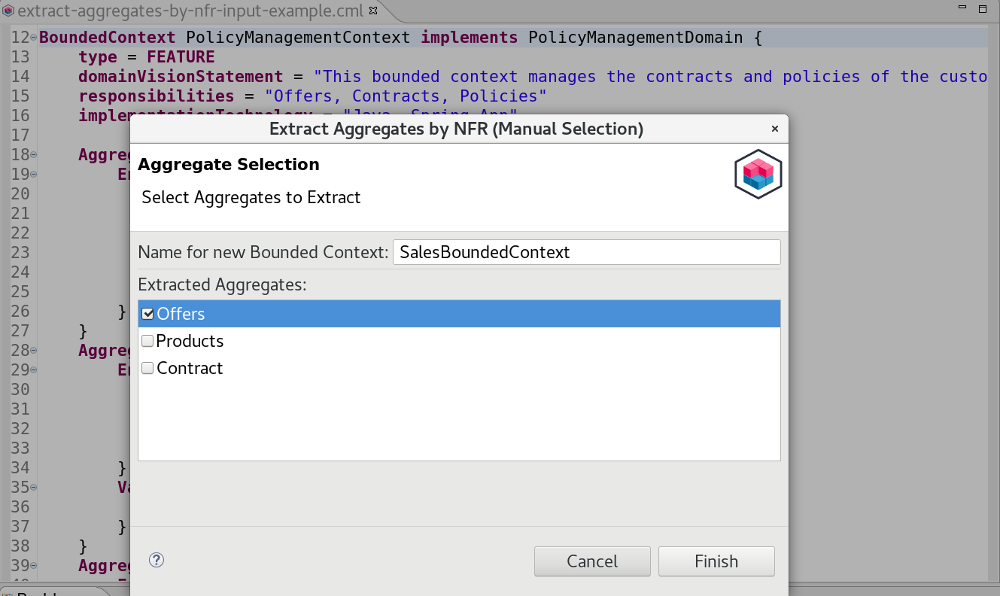 extract-aggregates-by-nfr-input-example.cml
12 BoundedContext PolicyManagementContext implements PolicyManagementDomain {
13 type = FEATURE
14 domainVisionStatement = "This bounded context manages the contracts and policies of the custo
15 responsibilities = "Offers, Contracts, Policies"
16 implementationTechnology = "Java, Spring App"
17
Extract Aggregates by NFR (Manual Selection)
18 Aggreg
Aggregate Selection
19 En
20
Select Aggregates to Extract
21
22
23
Name for new Bounded Context: SalesBoundedContext
24
25
Extracted Aggregates:
26 }
Offers
27 }
Products
28 Aggreg
29 En
Contract
30
31
32
33
34 }
35 Va
36
37 }
38 }
39 Aggreg
Cancel Finish